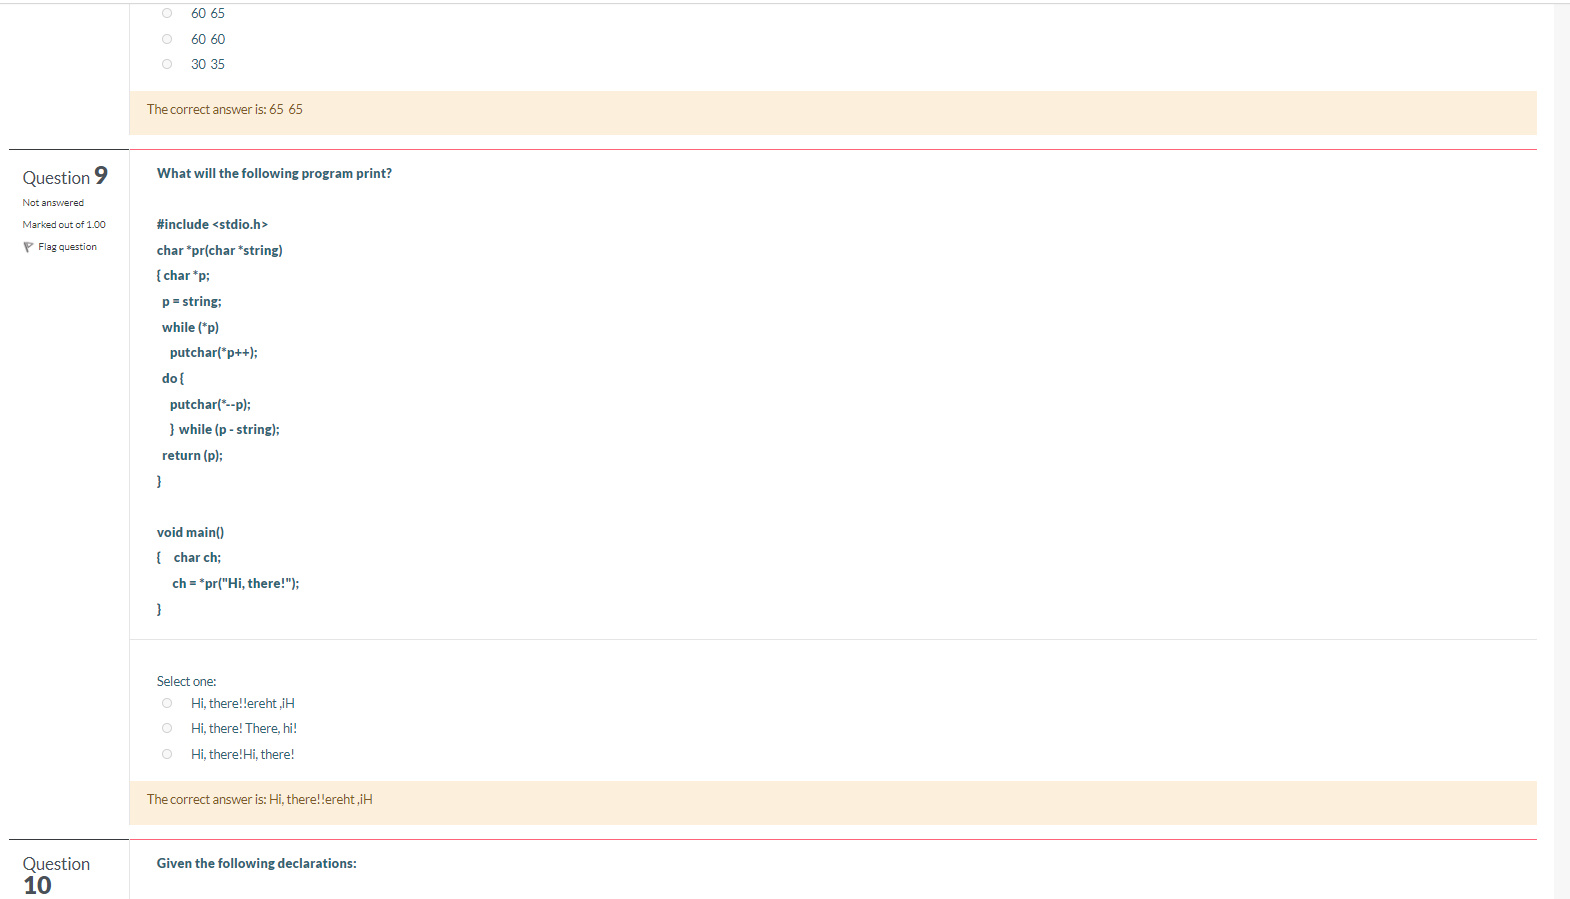 60 65
60 60
30 35
The correct answer is: 65 65
Question 9
Not answered
Marked out of 1.00
Flag question
What will the following program print?
#include <stdio.h>
char *pr(char *string)
{ char *p;
p = string;
while (*p)
putchar(*p++);
do {
putchar(*--p);
} while (p - string);
return (p);
}
void main()
{ char ch;
ch = *pr("Hi, there!");
}
Select one:
Hi, there!!ereht ,iH
Hi, there! There, hi!
Hi, there!Hi, there!
The correct answer is: Hi, there!!ereht ,iH
Question
10
Given the following declarations: